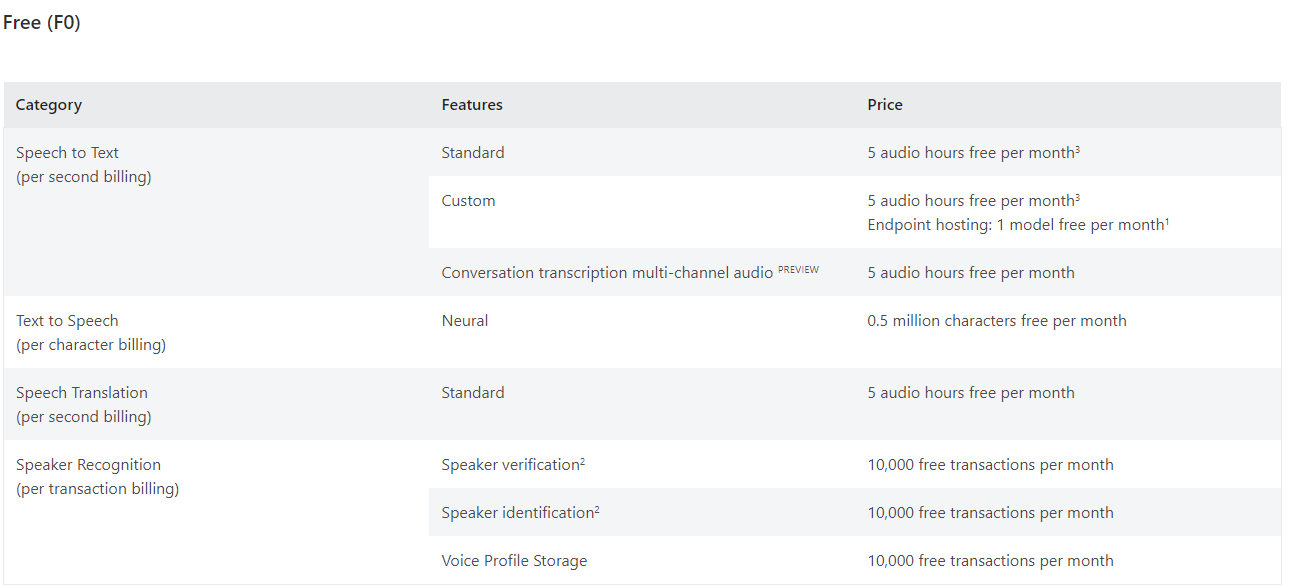 Free (F0)
Category Features Price
Speech to Text Standard 5 audio hours free per month³
(per second billing)
Custom 5 audio hours free per month³
Endpoint hosting: 1 model free per month¹
Conversation transcription multi-channel audio PREVIEW 5 audio hours free per month
Text to Speech Neural 0.5 million characters free per month
(per character billing)
Speech Translation Standard 5 audio hours free per month
(per second billing)
Speaker Recognition Speaker verification² 10,000 free transactions per month
(per transaction billing)
Speaker identification² 10,000 free transactions per month
Voice Profile Storage 10,000 free transactions per month